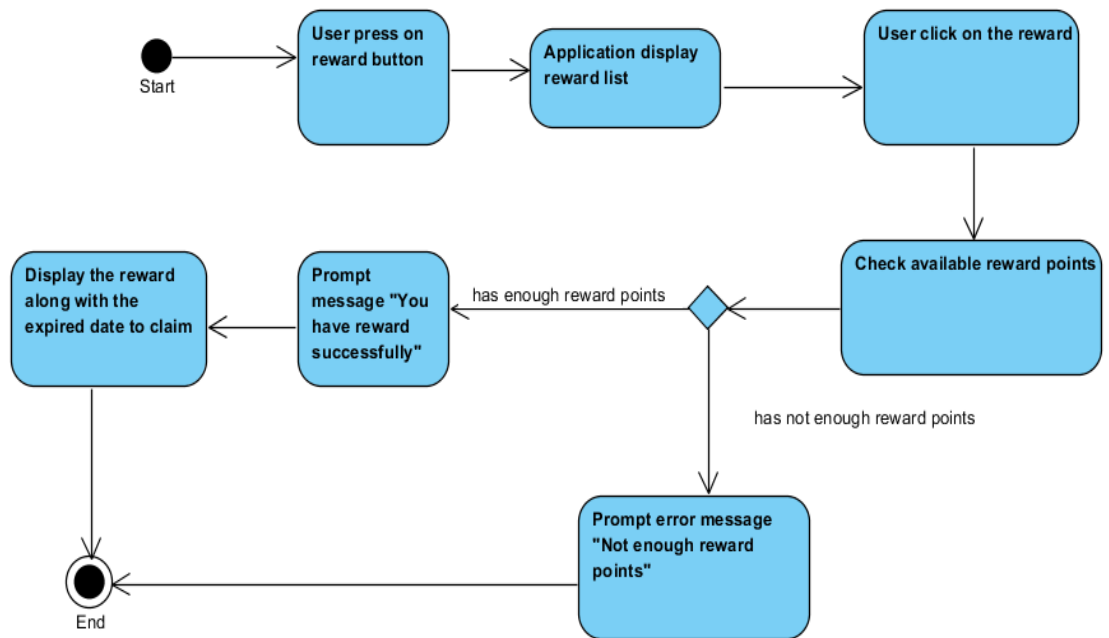 Start
User press on
reward button
Application display
reward list
User click on the reward
Check available reward points
has enough reward points
Prompt
message "You
have reward
successfully"
Display the reward
along with the
expired date to claim
has not enough reward points
Prompt error message
"Not enough reward
points"
End